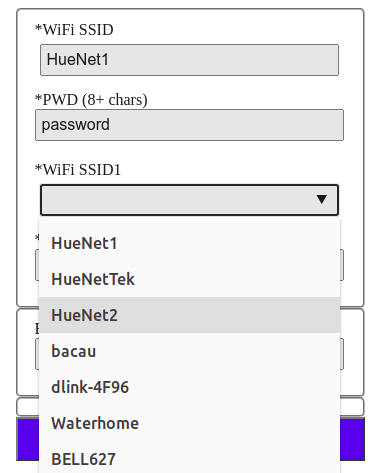 *WiFi SSID
HueNet1
*PWD (8+ chars)
password
*WiFi SSID1
*
HueNet1
HueNetTek
HueNet2
bacau
dlink-4F96
Waterhome
BELL627